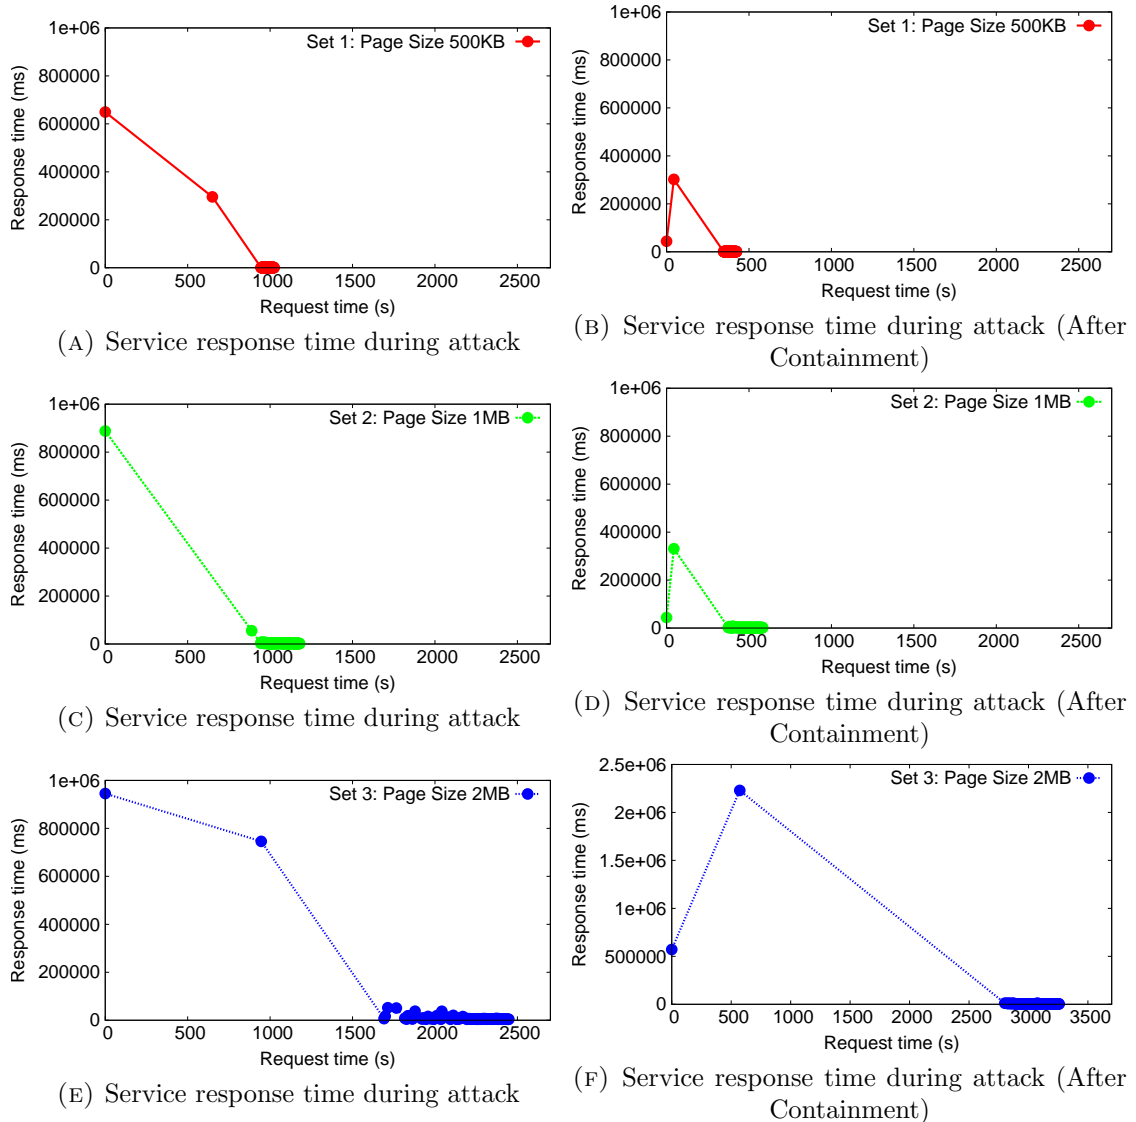 1e+06
Set 1: Page Size 500KB
800000
600000
400000
200000
0
Response time (ms)
0 500 1000 1500 2000 2500
Request time (s)
(A) Service response time during attack
1e+06
Set 1: Page Size 500KB
800000
600000
400000
200000
0
Response time (ms)
0 500 1000 1500 2000 2500
Request time (s)
(B) Service response time during attack (After
Containment)
1e+06
Set 2: Page Size 1MB
800000
600000
400000
200000
0
Response time (ms)
0 500 1000 1500 2000 2500
Request time (s)
(C) Service response time during attack
1e+06
Set 2: Page Size 1MB
800000
600000
400000
200000
0
Response time (ms)
0 500 1000 1500 2000 2500
Request time (s)
(D) Service response time during attack (After
Containment)
1e+06
Set 3: Page Size 2MB
800000
600000
400000
200000
0
Response time (ms)
0 500 1000 1500 2000 2500
Request time (s)
(E) Service response time during attack
2.5e+06
Set 3: Page Size 2MB
2e+06
1.5e+06
1e+06
500000
0
Response time (ms)
0 500 1000 1500 2000 2500 3000 3500
Request time (s)
(F) Service response time during attack (After
Containment)